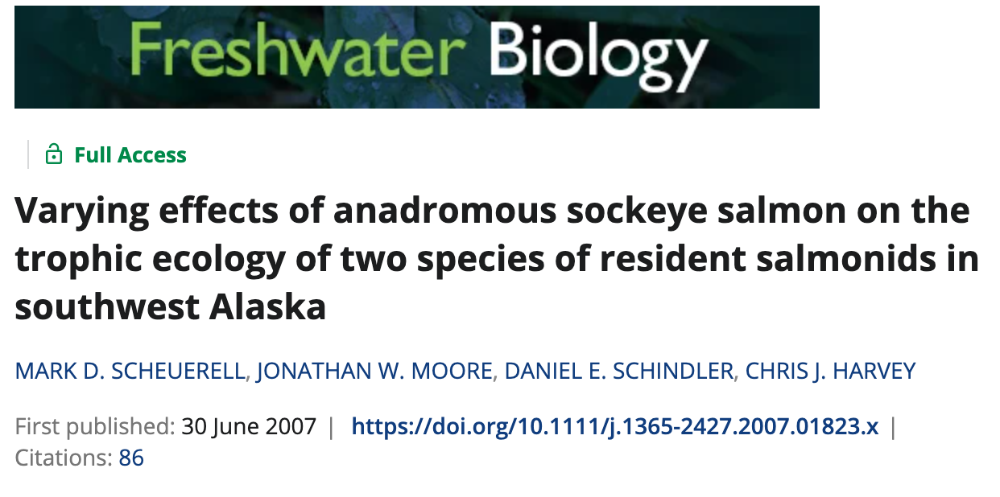 Freshwater Biology
Full Access
Varying effects of anadromous sockeye salmon on the
trophic ecology of two species of resident salmonids in
southwest Alaska
MARK D. SCHEUERELL, JONATHAN W. MOORE, DANIEL E. SCHINDLER, CHRIS J. HARVEY
First published: 30 June 2007 | https://doi.org/10.1111/j.1365-2427.2007.01823.x |
Citations: 86